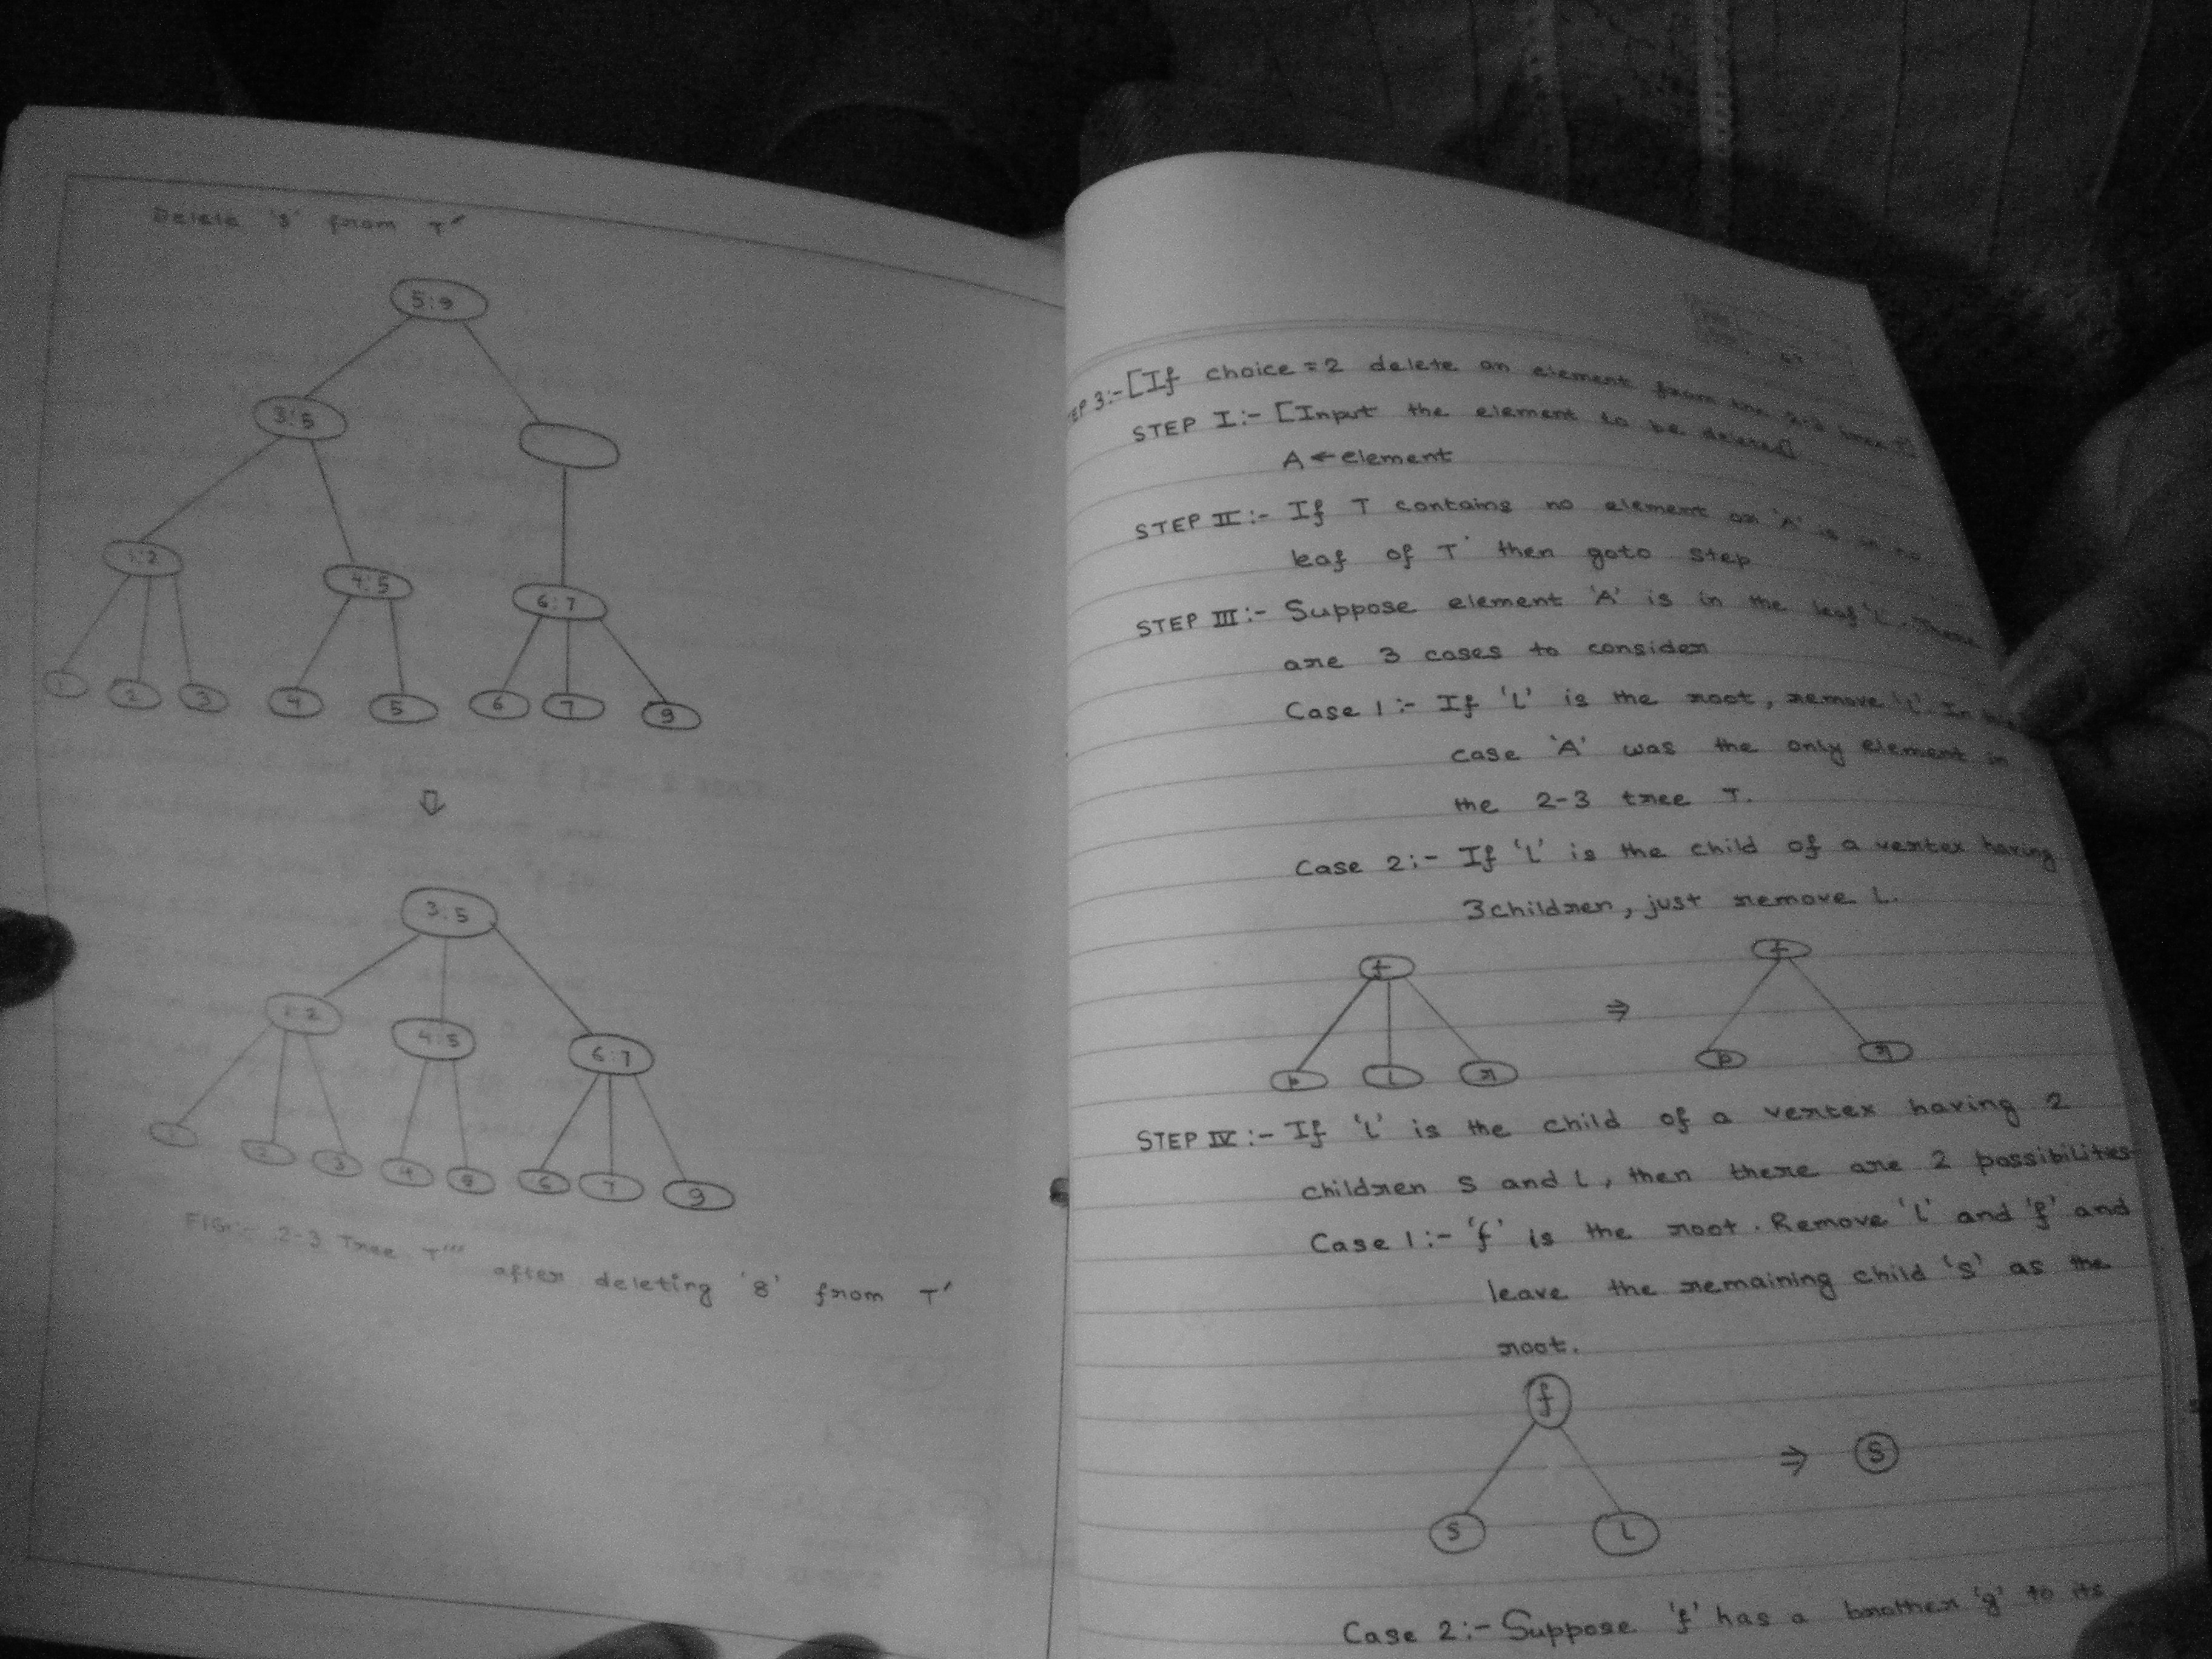 Delete '8' from T'
5:9
3:5
1:2
4:5
6:7
1 2 3 4 5 6 7 9
3:5
1:2
4:5
6:7
1 2 3 4 5 6 7 9
FIG:- 2-3 Tree T''' after deleting '8' from T'
STEP 3:- [If choice = 2 delete an element from the 2-3 tree T]
STEP I:- [Input the element to be deleted]
A ← element
STEP II:- If T contains no element or 'A' is in no
leaf of T then goto step
STEP III:- Suppose element 'A' is in the leaf 'L'. There
are 3 cases to consider
Case 1:- If 'L' is the root, remove 'L'. In
case 'A' was the only element in
the 2-3 tree T.
Case 2:- If 'L' is the child of a vertex having
3 children, just remove L.
f
p l r
⇒
f
p r
STEP IV:- If 'L' is the child of a vertex having 2
children S and L, then there are 2 possibilities
Case 1:- 'f' is the root. Remove 'L' and 'f' and
leave the remaining child 'S' as the
root.
f
S L
⇒ S
Case 2:- Suppose 'f' has a brother 'g' to its